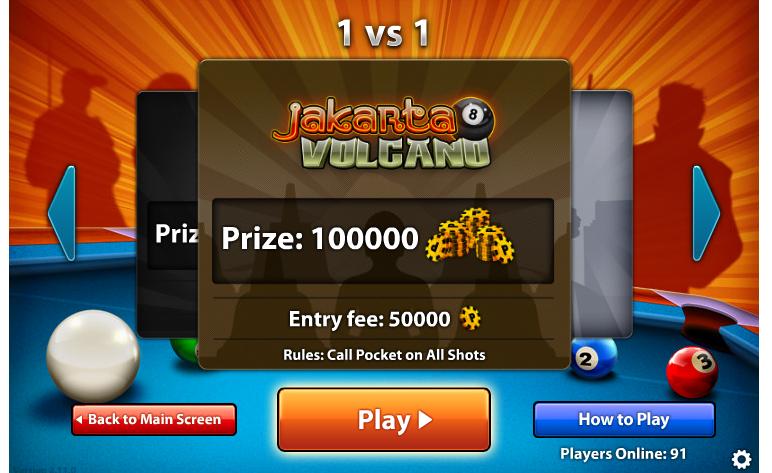 1 vs 1
Jakarta 8
VOLCANO
Priz
Prize: 100000
Entry fee: 50000
Rules: Call Pocket on All Shots
2
3
Back to Main Screen
Play
How to Play
Players Online: 91